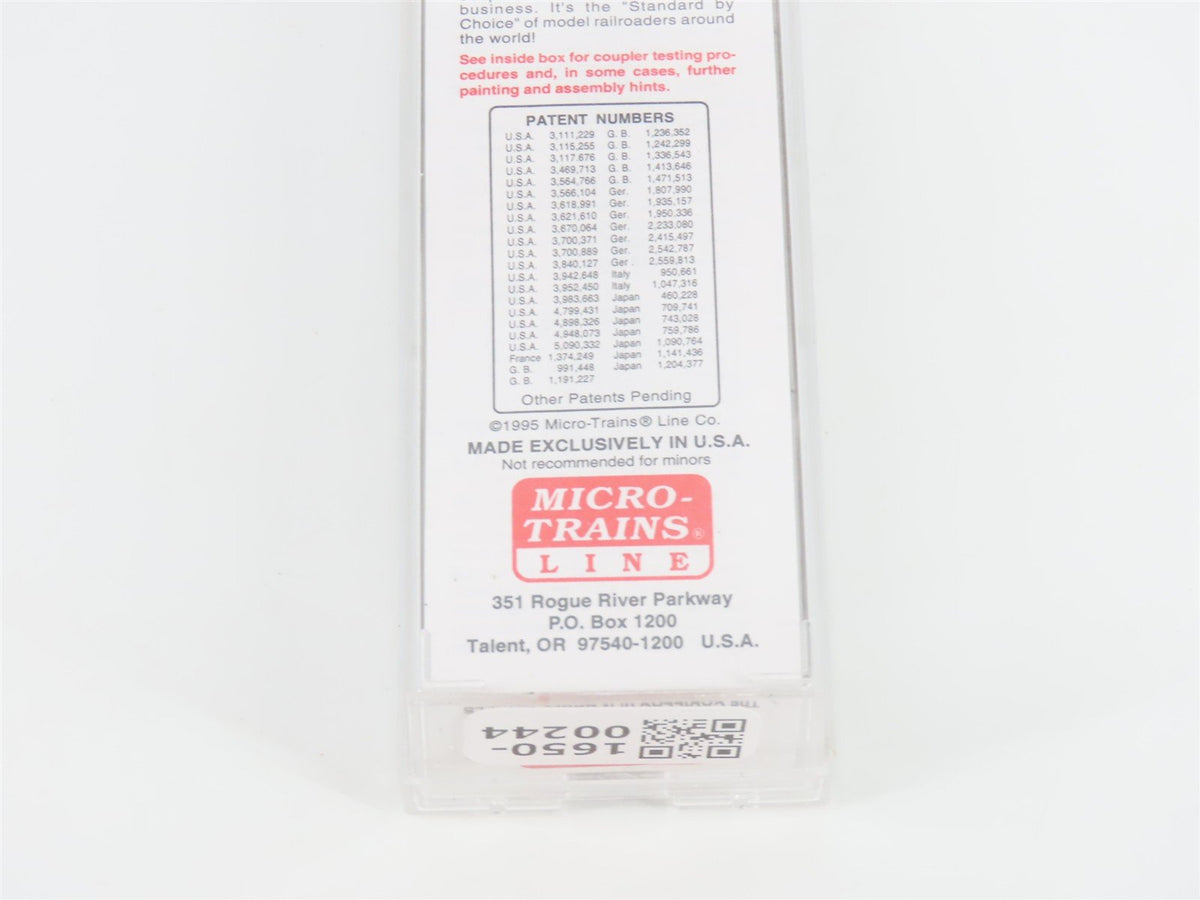 business. It's the "Standard by
Choice" of model railroaders around
the world!
See inside box for coupler testing pro-
cedures and, in some cases, further
painting and assembly hints.
PATENT NUMBERS
U.S.A. 3,111,229 G. B. 1,236,352
U.S.A. 3,115,255 G. B. 1,242,299
U.S.A. 3,117,676 G. B. 1,336,543
U.S.A. 3,469,713 G. B. 1,413,646
U.S.A. 3,564,766 G. B. 1,471,513
U.S.A. 3,566,104 Ger. 1,807,990
U.S.A. 3,618,991 Ger. 1,935,157
U.S.A. 3,621,610 Ger. 1,950,336
U.S.A. 3,670,064 Ger. 2,233,080
U.S.A. 3,700,371 Ger. 2,415,497
U.S.A. 3,700,889 Ger. 2,542,787
U.S.A. 3,840,127 Ger. 2,559,813
U.S.A. 3,942,648 Italy 950,661
U.S.A. 3,952,450 Italy 1,047,316
U.S.A. 3,983,663 Japan 460,228
U.S.A. 4,799,431 Japan 709,741
U.S.A. 4,898,326 Japan 743,028
U.S.A. 4,948,073 Japan 759,786
U.S.A. 5,090,332 Japan 1,090,764
France 1,374,249 Japan 1,141,436
G. B. 991,448 Japan 1,204,377
G. B. 1,191,227
Other Patents Pending
©1995 Micro-Trains® Line Co.
MADE EXCLUSIVELY IN U.S.A.
Not recommended for minors
MICRO-
TRAINS®
LINE
351 Rogue River Parkway
P.O. Box 1200
Talent, OR 97540-1200 U.S.A.
1650-
00244